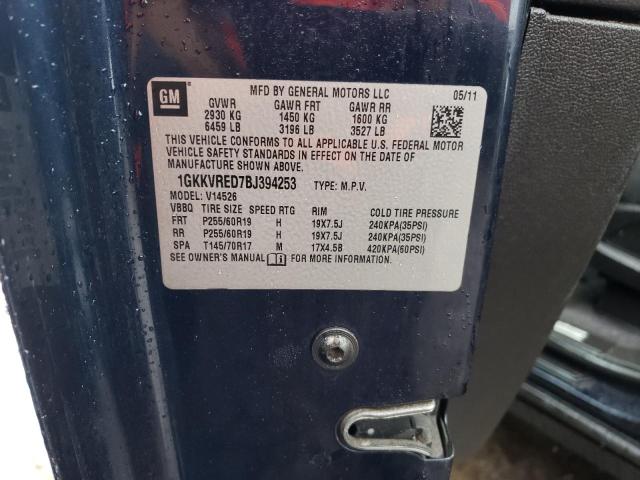 GM
MFD BY GENERAL MOTORS LLC
05/11
GVWR GAWR FRT GAWR RR
2930 KG 1450 KG 1600 KG
6459 LB 3196 LB 3527 LB
THIS VEHICLE CONFORMS TO ALL APPLICABLE U.S. FEDERAL MOTOR
VEHICLE SAFETY STANDARDS IN EFFECT ON THE DATE OF
MANUFACTURE SHOWN ABOVE.
1GKKVRED7BJ394253 TYPE: M.P.V.
MODEL: V14526
VBBQ TIRE SIZE SPEED RTG RIM COLD TIRE PRESSURE
FRT P255/60R19 H 19X7.5J 240KPA(35PSI)
RR P255/60R19 H 19X7.5J 240KPA(35PSI)
SPA T145/70R17 M 17X4.5B 420KPA(60PSI)
SEE OWNER'S MANUAL FOR MORE INFORMATION.